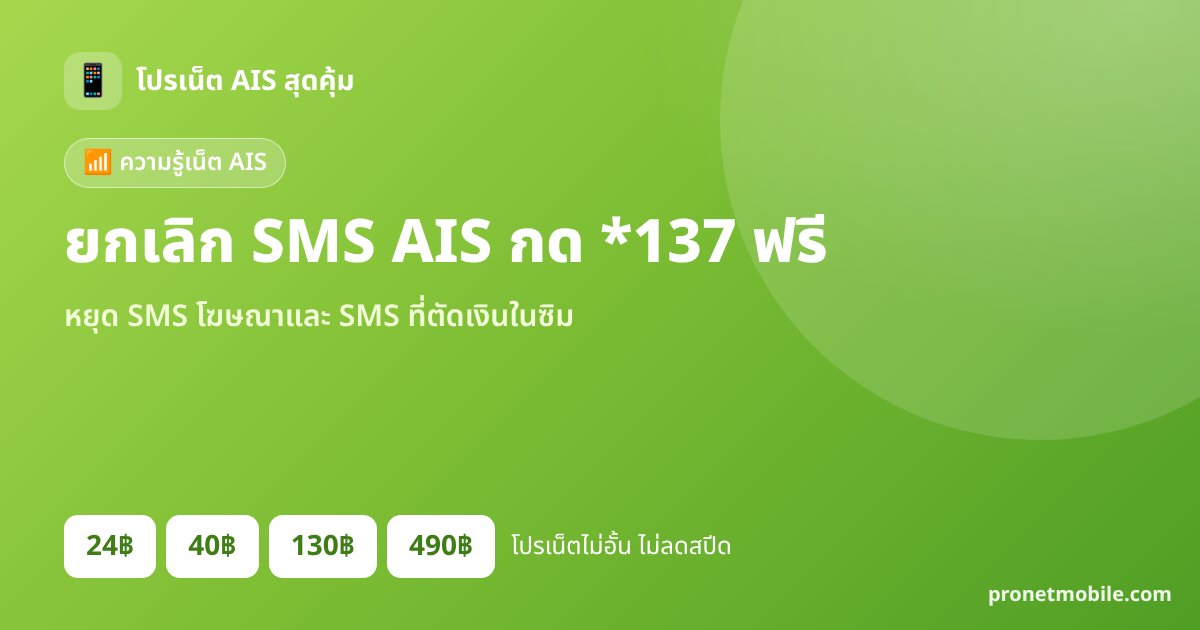 โปรเน็ต AIS สุดคุ้ม
ความรู้เน็ต AIS
ยกเลิก SMS AIS กด *137 ฟรี
หยุด SMS โฆษณาและ SMS ที่ตัดเงินในซิม
24฿ 40฿ 130฿ 490฿ โปรเน็ตไม่อั้น ไม่ลดสปีด
pronetmobile.com